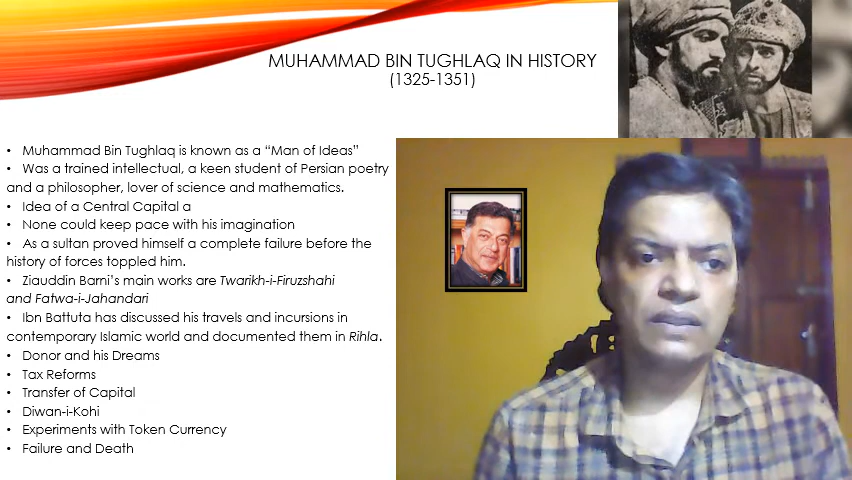 MUHAMMAD BIN TUGHLAQ IN HISTORY
(1325-1351)
• Muhammad Bin Tughlaq is known as a “Man of Ideas”
• Was a trained intellectual, a keen student of Persian poetry
and a philosopher, lover of science and mathematics.
• Idea of a Central Capital a
• None could keep pace with his imagination
• As a sultan proved himself a complete failure before the
history of forces toppled him.
• Ziauddin Barni’s main works are Twarikh-i-Firuzshahi
and Fatwa-i-Jahandari
• Ibn Battuta has discussed his travels and incursions in
contemporary Islamic world and documented them in Rihla.
• Donor and his Dreams
• Tax Reforms
• Transfer of Capital
• Diwan-i-Kohi
• Experiments with Token Currency
• Failure and Death